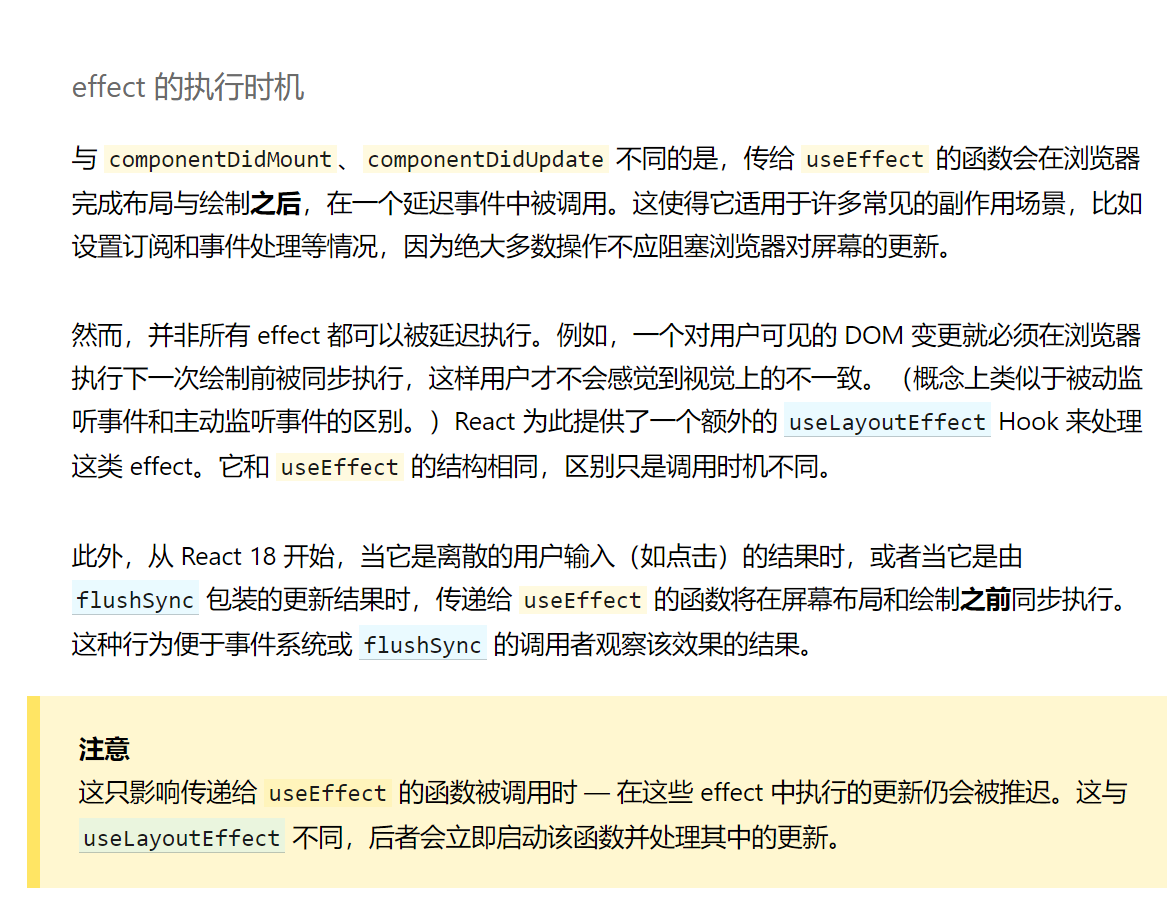 effect 的执行时机
与 componentDidMount、componentDidUpdate 不同的是，传给 useEffect 的函数会在浏览器
完成布局与绘制之后，在一个延迟事件中被调用。这使得它适用于许多常见的副作用场景，比如
设置订阅和事件处理等情况，因为绝大多数操作不应阻塞浏览器对屏幕的更新。
然而，并非所有 effect 都可以被延迟执行。例如，一个对用户可见的 DOM 变更就必须在浏览器
执行下一次绘制前被同步执行，这样用户才不会感觉到视觉上的不一致。（概念上类似于被动监
听事件和主动监听事件的区别。）React 为此提供了一个额外的 useLayoutEffect Hook 来处理
这类 effect。它和 useEffect 的结构相同，区别只是调用时机不同。
此外，从 React 18 开始，当它是离散的用户输入（如点击）的结果时，或者当它是由
flushSync 包装的更新结果时，传递给 useEffect 的函数将在屏幕布局和绘制之前同步执行。
这种行为便于事件系统或 flushSync 的调用者观察该效果的结果。
注意
这只影响传递给 useEffect 的函数被调用时 — 在这些 effect 中执行的更新仍会被推迟。这与
useLayoutEffect 不同，后者会立即启动该函数并处理其中的更新。